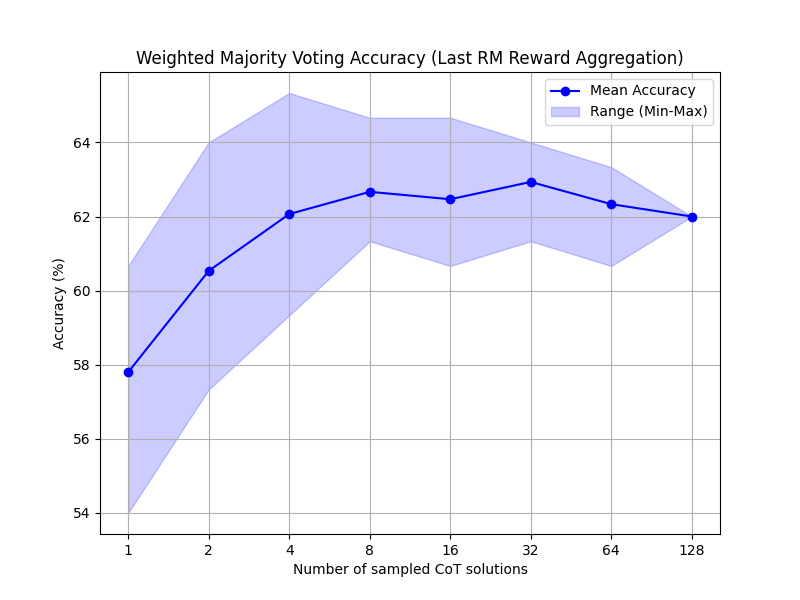 Weighted Majority Voting Accuracy (Last RM Reward Aggregation)
Mean Accuracy
Range (Min-Max)
64
62
60
58
56
54
Accuracy (%)
1 2 4 8 16 32 64 128
Number of sampled CoT solutions